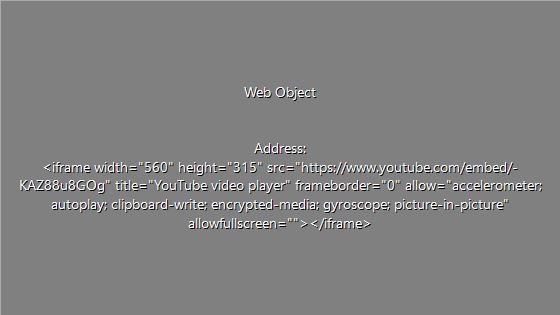 Web Object
Address:
<iframe width="560" height="315" src="https://www.youtube.com/embed/-
KAZ88u8GOg" title="YouTube video player" frameborder="0" allow="accelerometer;
autoplay; clipboard-write; encrypted-media; gyroscope; picture-in-picture"
allowfullscreen=""></iframe>